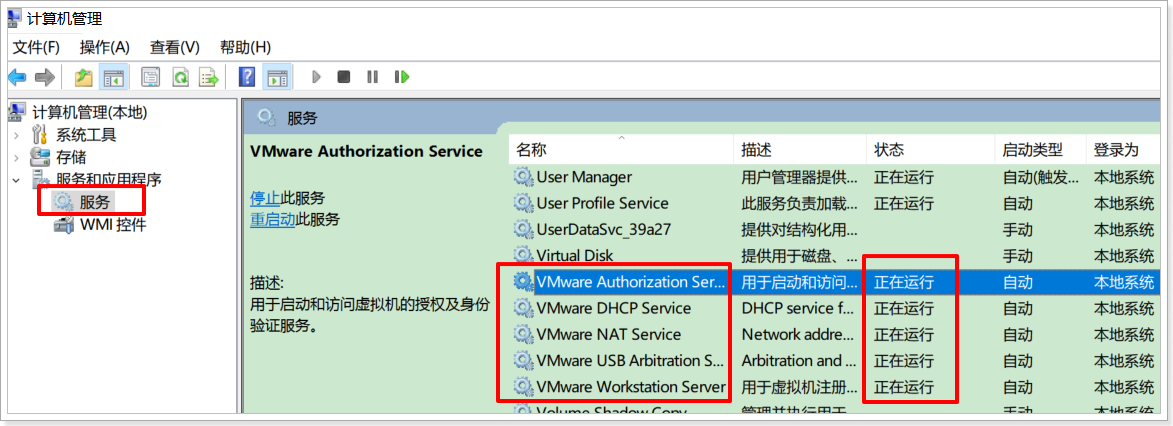 计算机管理
文件(F) 操作(A) 查看(V) 帮助(H)
计算机管理(本地)
系统工具
存储
服务和应用程序
服务
WMI 控件
服务
VMware Authorization Service
停止此服务
重启动此服务
描述:
用于启动和访问虚拟机的授权及身份
验证服务。
名称 描述 状态 启动类型 登录为
User Manager 用户管理器提供... 正在运行 自动(触发... 本地系统
User Profile Service 此服务负责加载... 正在运行 自动 本地系统
UserDataSvc_39a27 提供对结构化用... 手动 本地系统
Virtual Disk 提供用于磁盘、... 手动 本地系统
VMware Authorization Ser... 用于启动和访问... 正在运行 自动 本地系统
VMware DHCP Service DHCP service f... 正在运行 自动 本地系统
VMware NAT Service Network addre... 正在运行 自动 本地系统
VMware USB Arbitration S... Arbitration and ... 正在运行 自动 本地系统
VMware Workstation Server 用于虚拟机注册... 正在运行 自动 本地系统
Volume Shadow Copy 管理并执行用于... 手动 本地系统